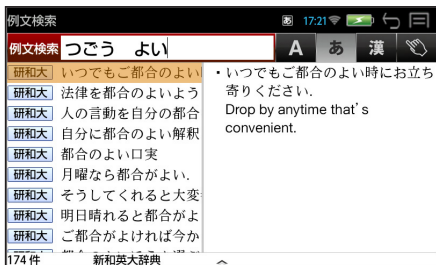 例文検索
あ 17:21
例文検索 つごう よい
A あ 漢
研和大 いつでもご都合のよい
研和大 法律を都合のよいよう
研和大 人の言動を自分の都合
研和大 自分に都合のよい解釈
研和大 都合のよい口実
研和大 月曜なら都合がよい.
研和大 そうしてくれると大変
研和大 明日晴れると都合がよ
研和大 ご都合がよければ今か
・いつでもご都合のよい時にお立ち
寄りください.
Drop by anytime that's
convenient.
174 件 新和英大辞典